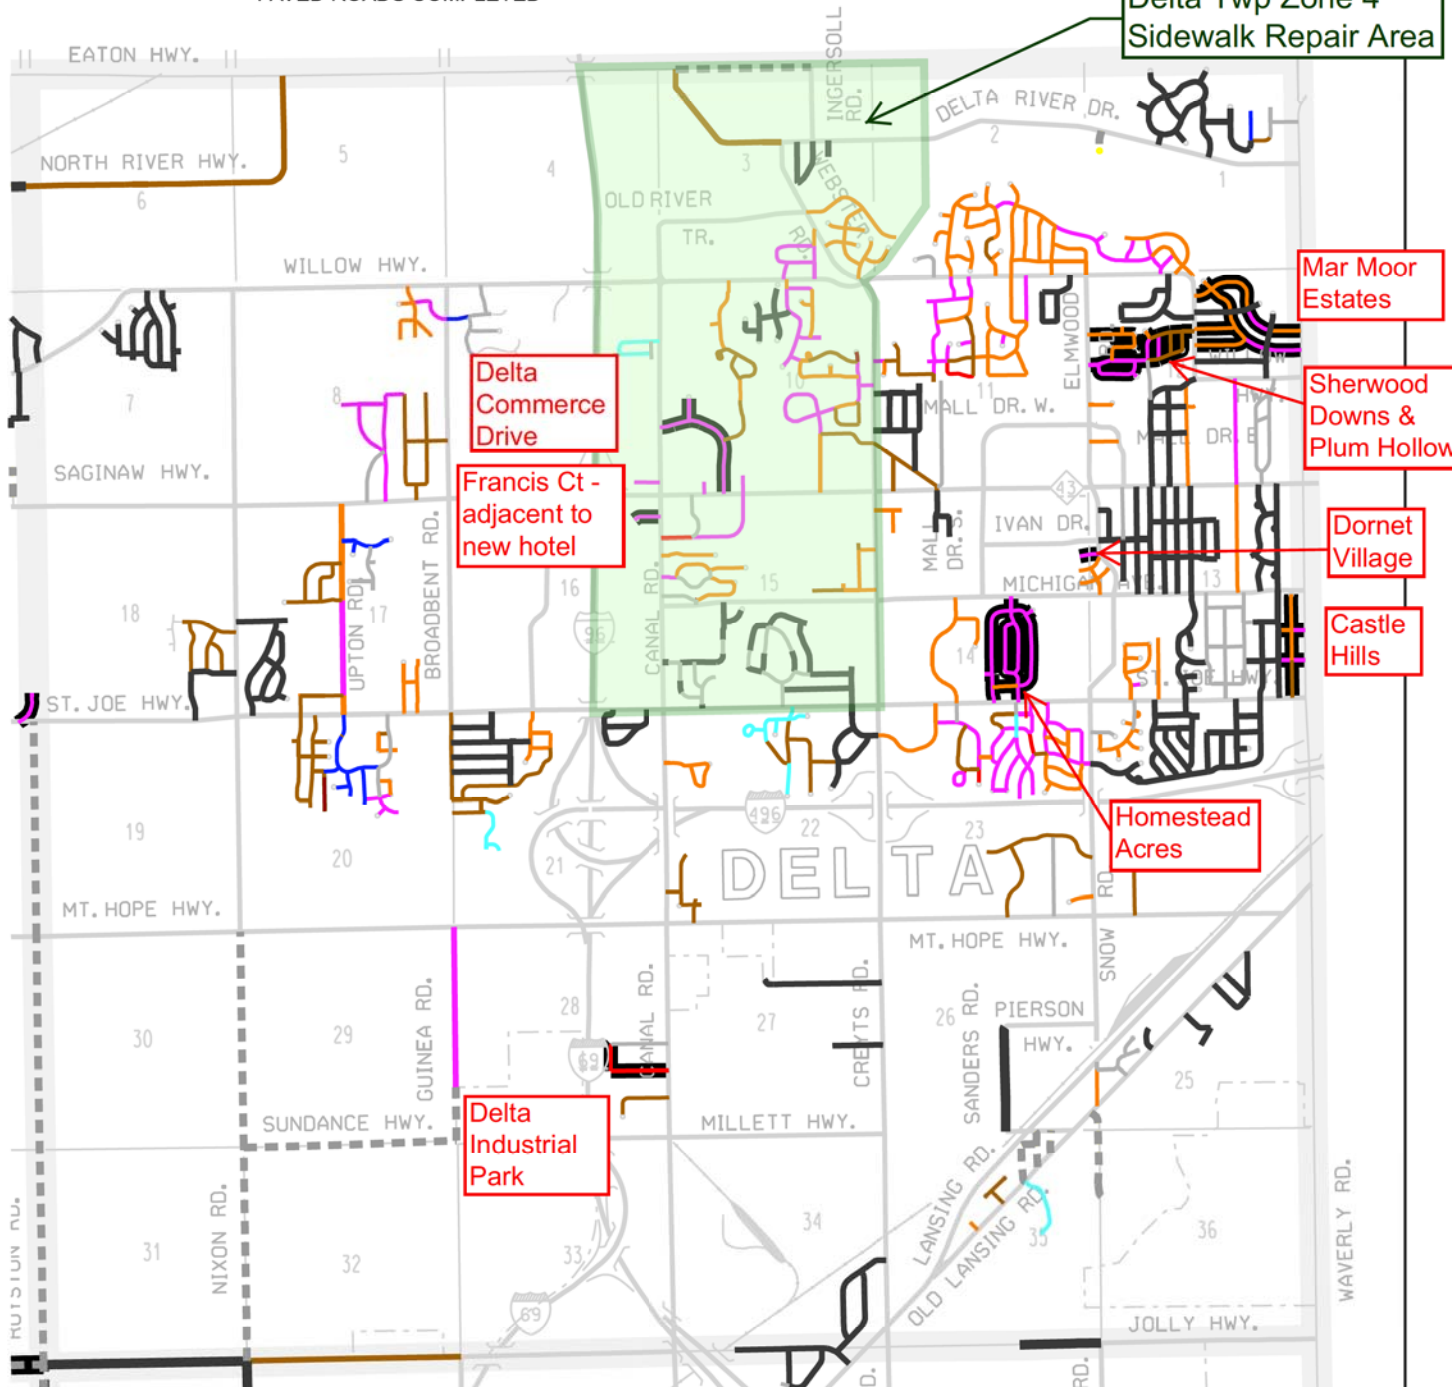 Delta Twp Zone 4
Sidewalk Repair Area
EATON HWY.
INGERSOLL
RD.
DELTA RIVER DR.
2
5
4
3
1
NORTH RIVER HWY.
6
WEBSTER
RD.
OLD RIVER
TR.
WILLOW HWY.
Mar Moor
Estates
ELMWOOD
Delta
Commerce
Drive
7
8
10
11
MALL DR. W.
HWY.
MALL DR. E
Sherwood
Downs &
Plum Hollow
SAGINAW HWY.
Francis Ct -
adjacent to
new hotel
43
IVAN DR.
MALL
DR. S.
Dornet
Village
MICHIGAN AVE.
13
16
15
18
17
UPTON RD.
BROADBENT RD.
96
CANAL RD.
14
Castle
Hills
ST. JOE HWY.
ST. JOE HWY.
19
20
21
496
22
23
Homestead
Acres
DELTA
RD.
MT. HOPE HWY.
MT. HOPE HWY.
SNOW
GUINEA RD.
28
CANAL RD.
27
CREYTS RD.
26
SANDERS RD.
PIERSON
HWY.
30
29
69
25
SUNDANCE HWY.
Delta
Industrial
Park
MILLETT HWY.
LANSING RD.
OLD LANSING RD.
NIXON RD.
31
32
33
34
35
36
WAVERLY RD.
69
JOLLY HWY.
RD.
RD.